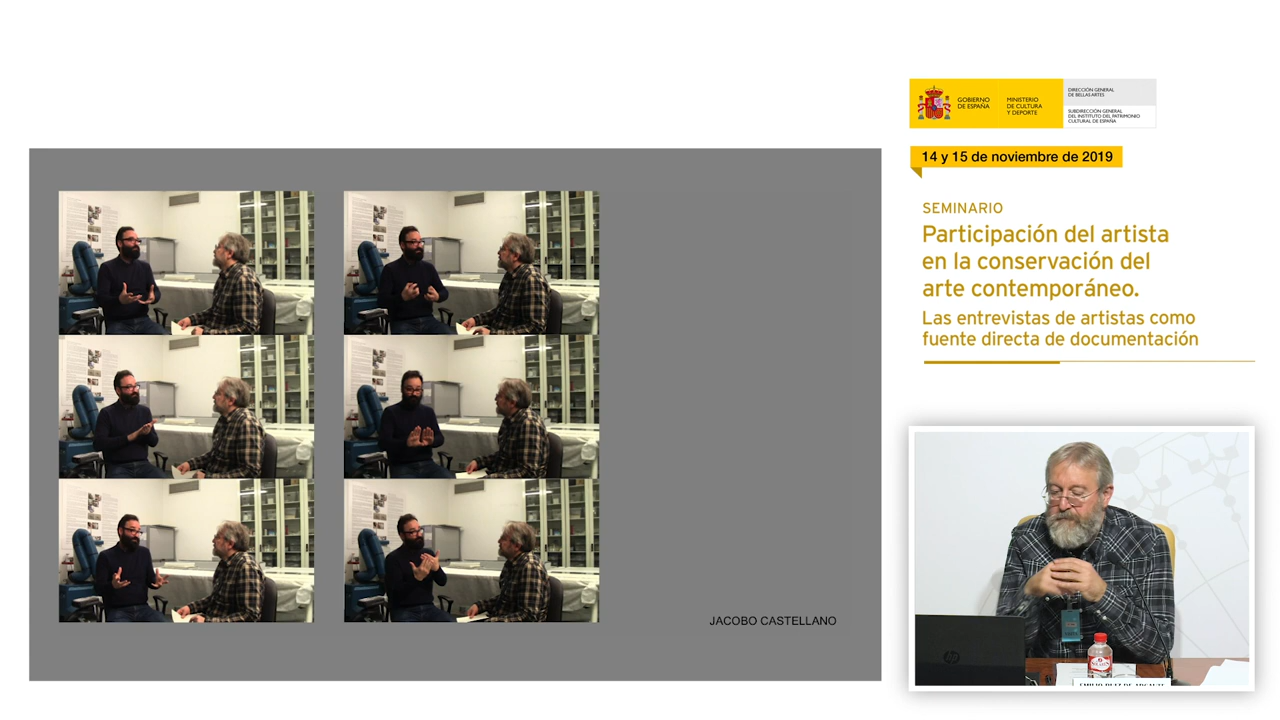 GOBIERNO
DE ESPAÑA
MINISTERIO
DE CULTURA
Y DEPORTE
DIRECCIÓN GENERAL
DE BELLAS ARTES
SUBDIRECCIÓN GENERAL
DEL INSTITUTO DEL PATRIMONIO
CULTURAL DE ESPAÑA
14 y 15 de noviembre de 2019
SEMINARIO
Participación del artista
en la conservación del
arte contemporáneo.
Las entrevistas de artistas como
fuente directa de documentación
JACOBO CASTELLANO